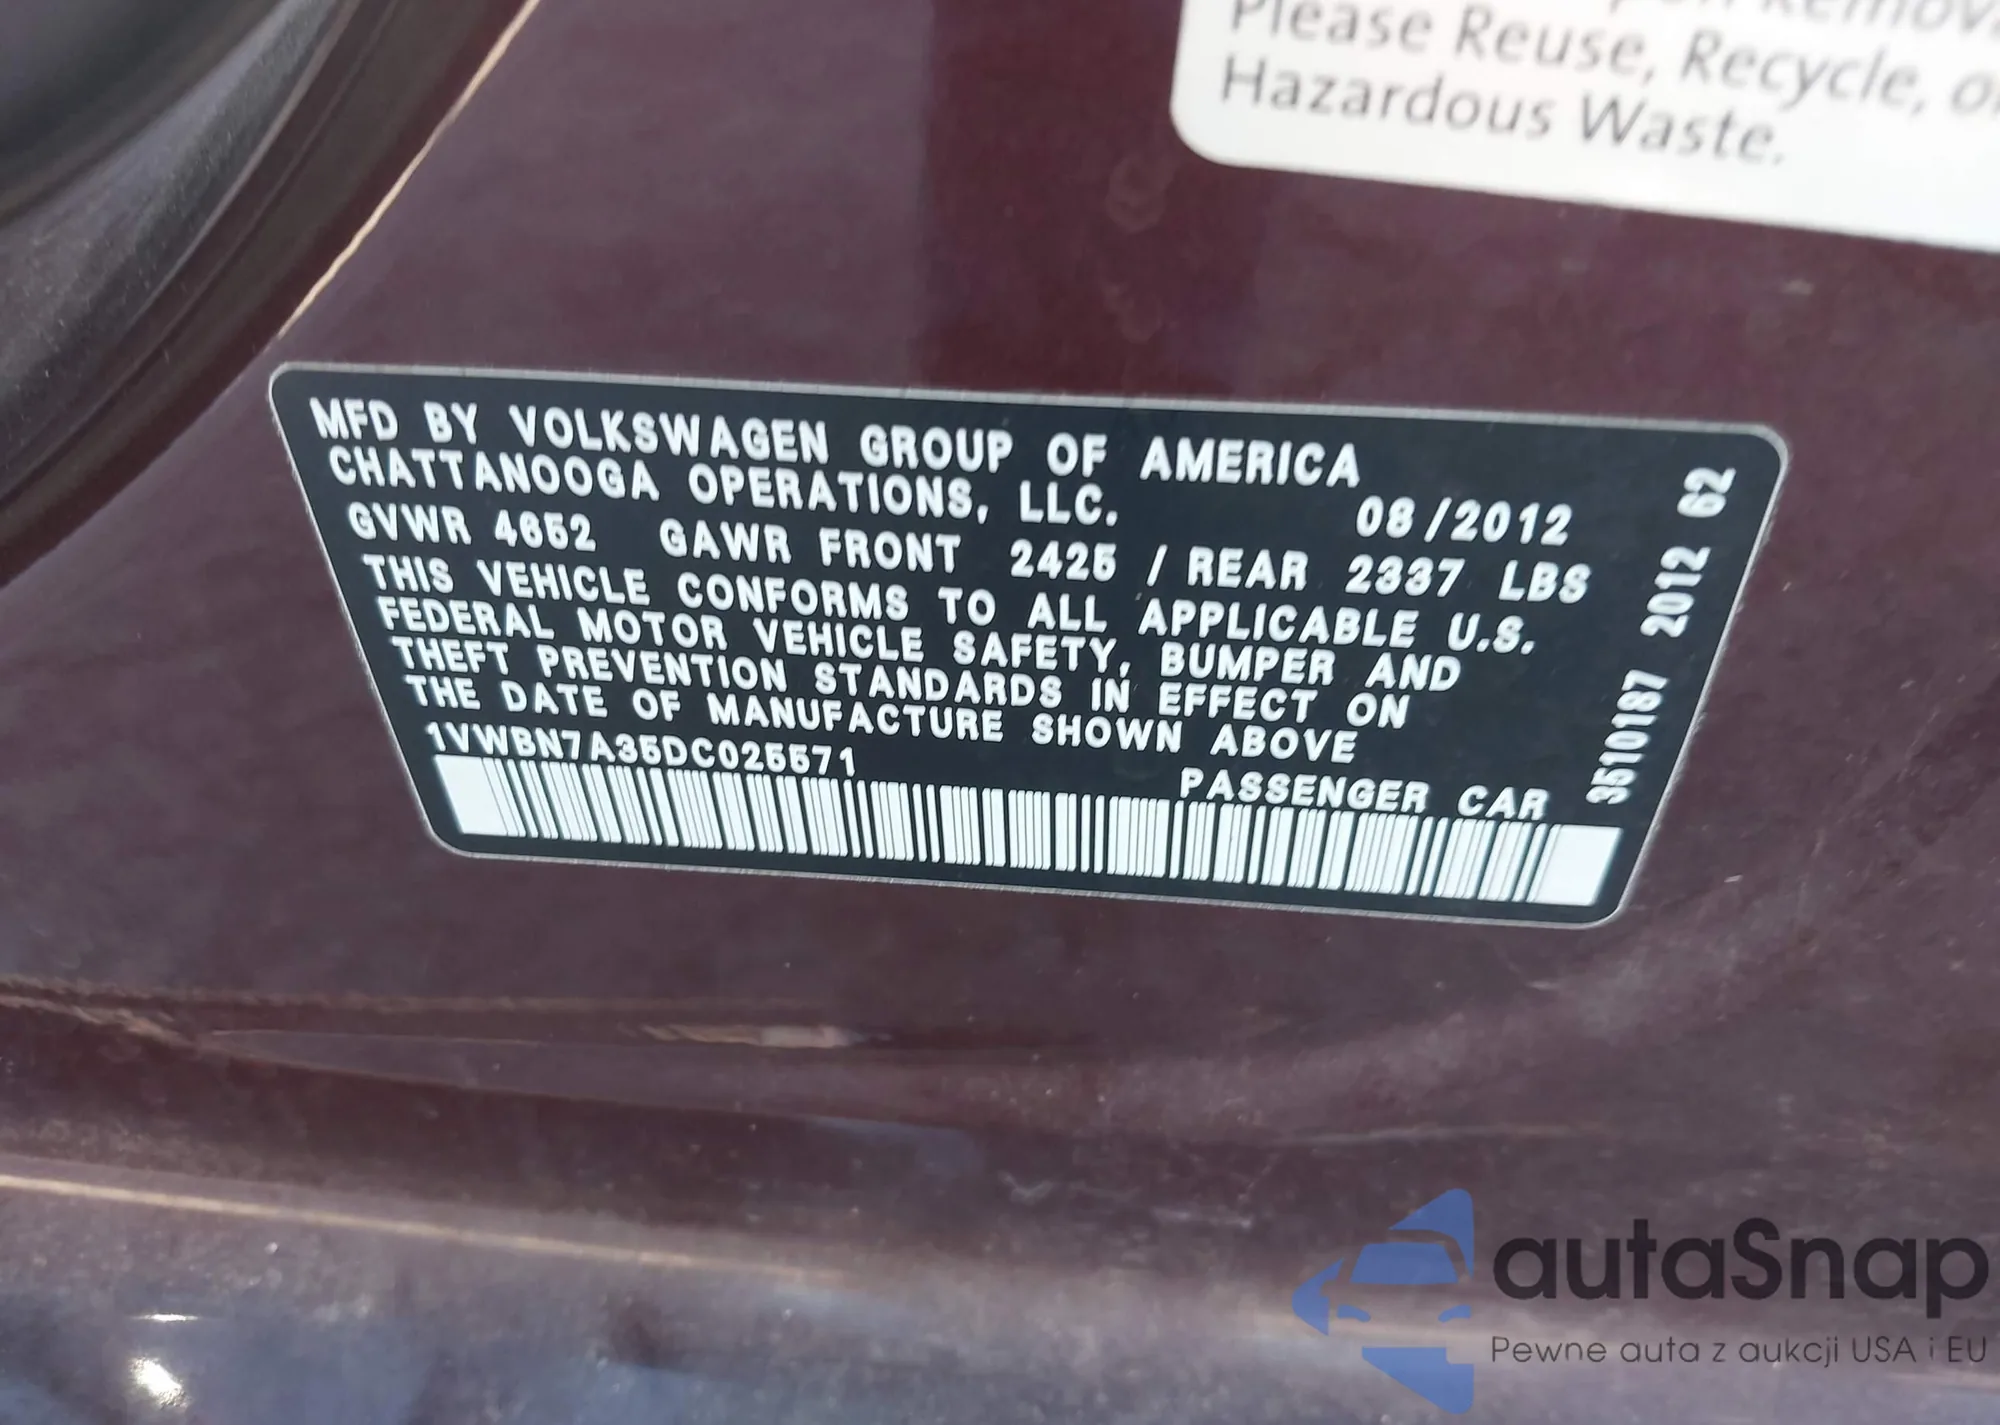 Please Reuse, Recycle, or
Hazardous Waste.
MFD BY VOLKSWAGEN GROUP OF AMERICA
CHATTANOOGA OPERATIONS, LLC. 08/2012
GVWR 4652 GAWR FRONT 2425 / REAR 2337 LBS
THIS VEHICLE CONFORMS TO ALL APPLICABLE U.S.
FEDERAL MOTOR VEHICLE SAFETY, BUMPER AND
THEFT PREVENTION STANDARDS IN EFFECT ON
THE DATE OF MANUFACTURE SHOWN ABOVE
1VWBN7A35DC025571
PASSENGER CAR
3510187 2012 62
autaSnap
Pewne auta z aukcji USA i EU